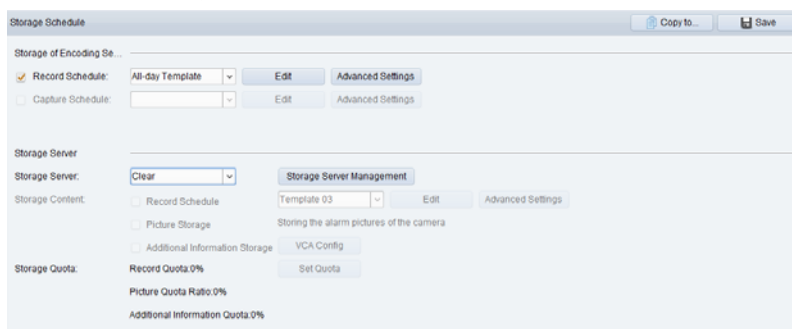 Storage Schedule Copy to... Save
Storage of Encoding Se...
Record Schedule: All-day Template Edit Advanced Settings
Capture Schedule: Edit Advanced Settings
Storage Server
Storage Server: Clear Storage Server Management
Storage Content: Record Schedule Template 03 Edit Advanced Settings
Picture Storage Storing the alarm pictures of the camera
Additional Information Storage VCA Config
Storage Quota: Record Quota:0% Set Quota
Picture Quota Ratio:0%
Additional Information Quota:0%